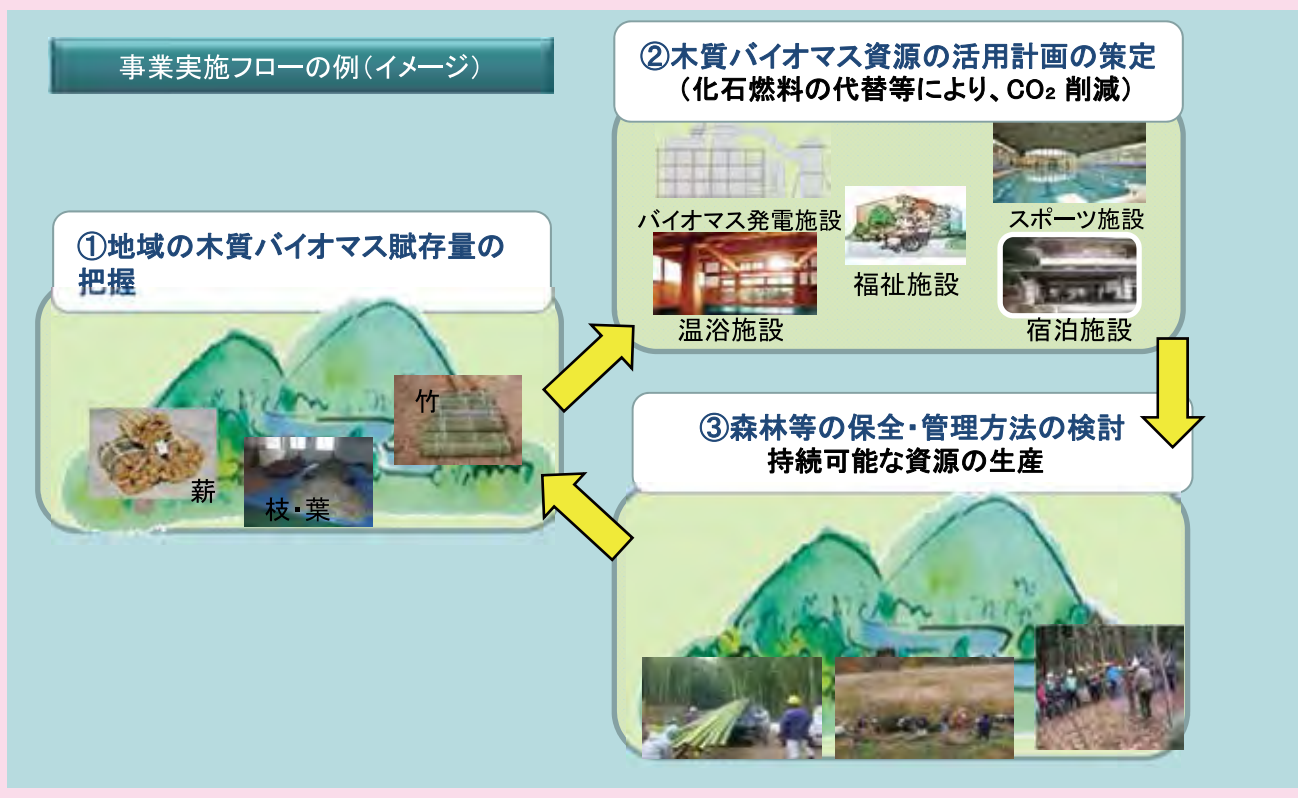 事業実施フローの例(イメージ)
①地域の木質バイオマス賦存量の
把握
薪
枝・葉
竹
②木質バイオマス資源の活用計画の策定
(化石燃料の代替等により、CO₂ 削減)
バイオマス発電施設
スポーツ施設
福祉施設
温浴施設
宿泊施設
③森林等の保全・管理方法の検討
持続可能な資源の生産